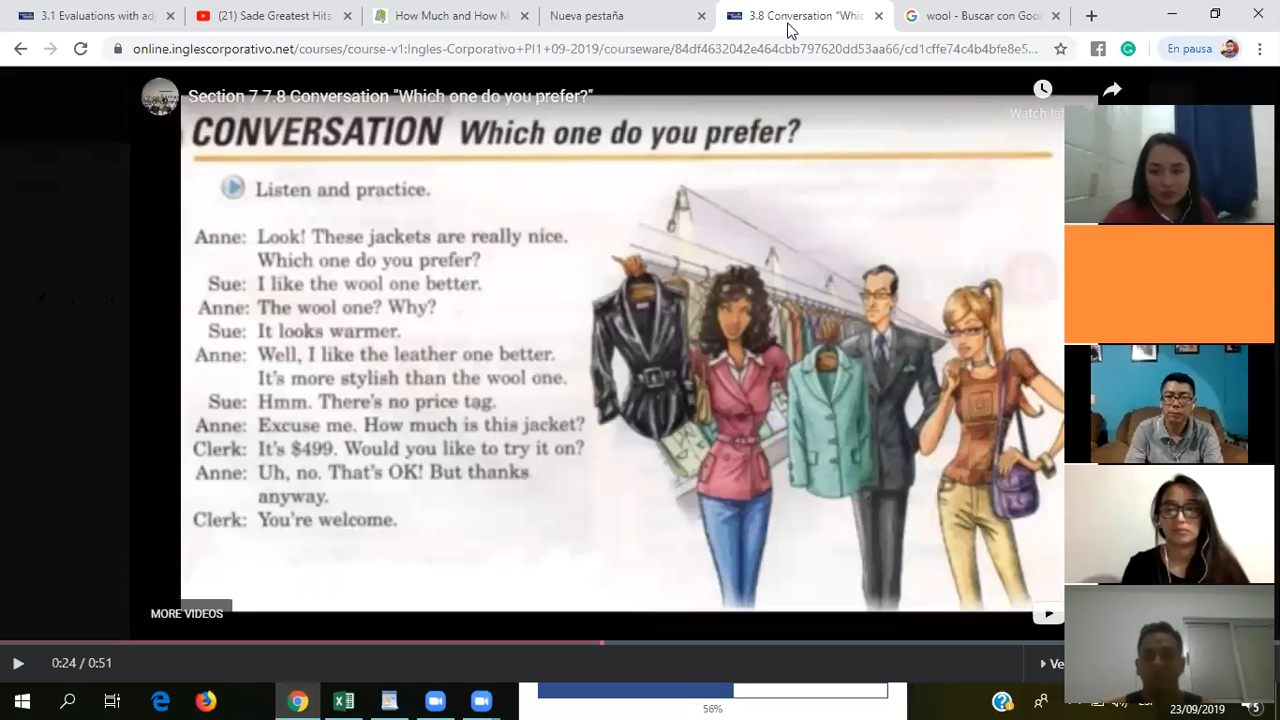 3.1 Evaluations with ad
(21) Sade Greatest Hits
How Much and How M
Nueva pestaña
3.8 Conversation "Whic
wool - Buscar con Goo
online.inglescorporativo.net/courses/course-v1:Ingles-Corporativo+PI1+09-2019/courseware/84df4632042e464cbb797620dd53aa66/cd1cffe74c4b4bfe8e5...
En pausa
Section 7 7.8 Conversation "Which one do you prefer?"
Watch lat
CONVERSATION Which one do you prefer?
Listen and practice.
Anne: Look! These jackets are really nice.
Which one do you prefer?
Sue: I like the wool one better.
Anne: The wool one? Why?
Sue: It looks warmer.
Anne: Well, I like the leather one better.
It's more stylish than the wool one.
Sue: Hmm. There's no price tag.
Anne: Excuse me. How much is this jacket?
Clerk: It's $499. Would you like to try it on?
Anne: Uh, no. That's OK! But thanks
anyway.
Clerk: You're welcome.
MORE VIDEOS
0:24 / 0:51
Ve
56%
23/09/2019
5